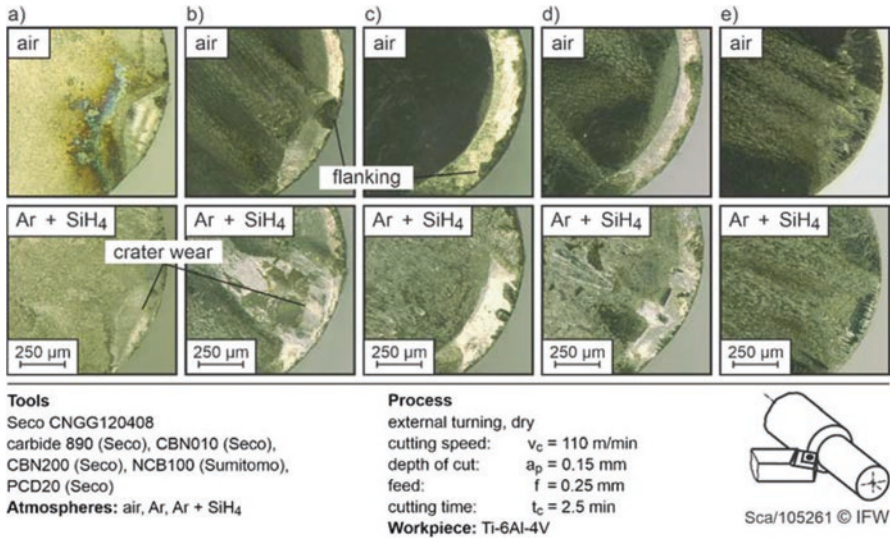 a) b) c) d) e)
air air air air air
flanking
Ar + SiH₄ Ar + SiH₄ Ar + SiH₄ Ar + SiH₄ Ar + SiH₄
crater wear
250 µm 250 µm 250 µm 250 µm 250 µm
Tools
Seco CNGG120408
carbide 890 (Seco), CBN010 (Seco),
CBN200 (Seco), NCB100 (Sumitomo),
PCD20 (Seco)
Atmospheres: air, Ar, Ar + SiH₄
Process
external turning, dry
cutting speed: v_c = 110 m/min
depth of cut: a_p = 0.15 mm
feed: f = 0.25 mm
cutting time: t_c = 2.5 min
Workpiece: Ti-6Al-4V
Sca/105261 © IFW